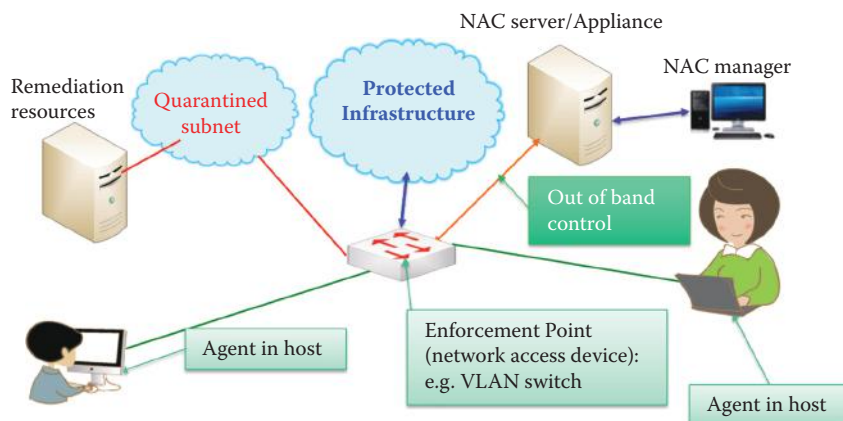 NAC server/Appliance
NAC manager
Remediation
resources
Quarantined
subnet
Protected
Infrastructure
Out of band
control
Agent in host
Enforcement Point
(network access device):
e.g. VLAN switch
Agent in host